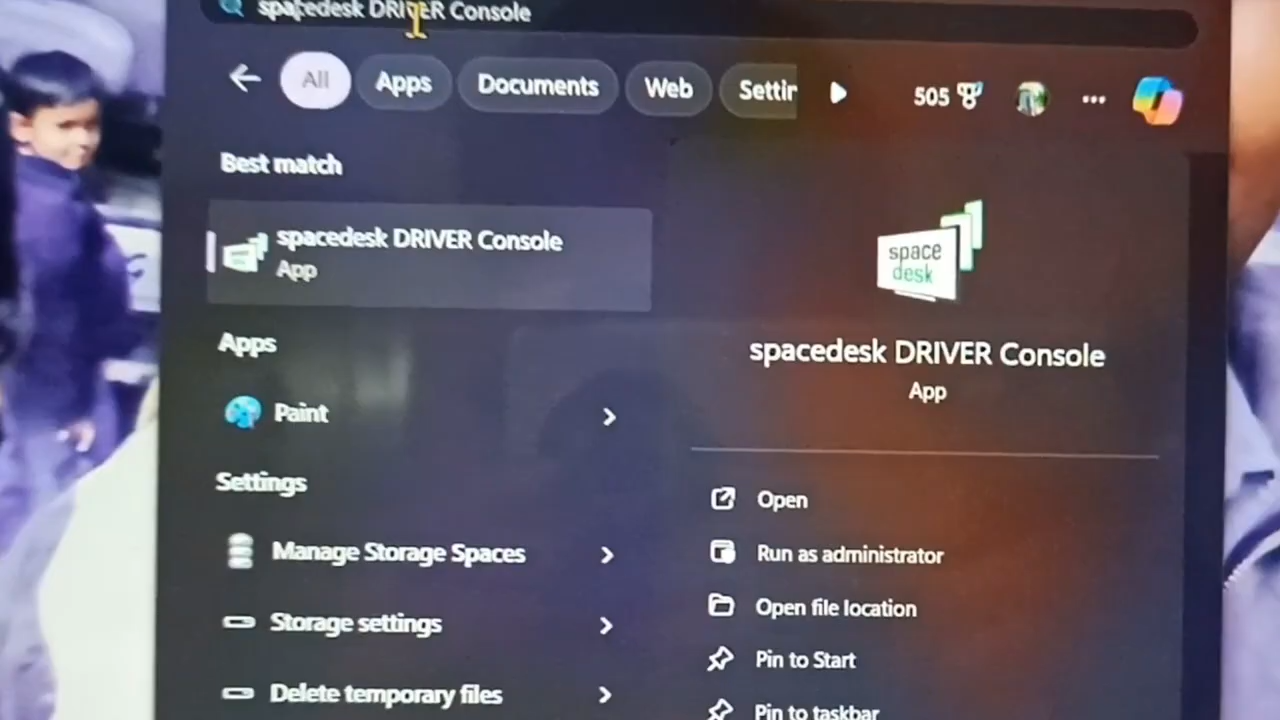 spacedesk DRIVER Console
All
Apps
Documents
Web
Settin
505
Best match
spacedesk DRIVER Console
App
Apps
Paint
Settings
Manage Storage Spaces
Storage settings
Delete temporary files
space
desk
spacedesk DRIVER Console
App
Open
Run as administrator
Open file location
Pin to Start
Pin to taskbar